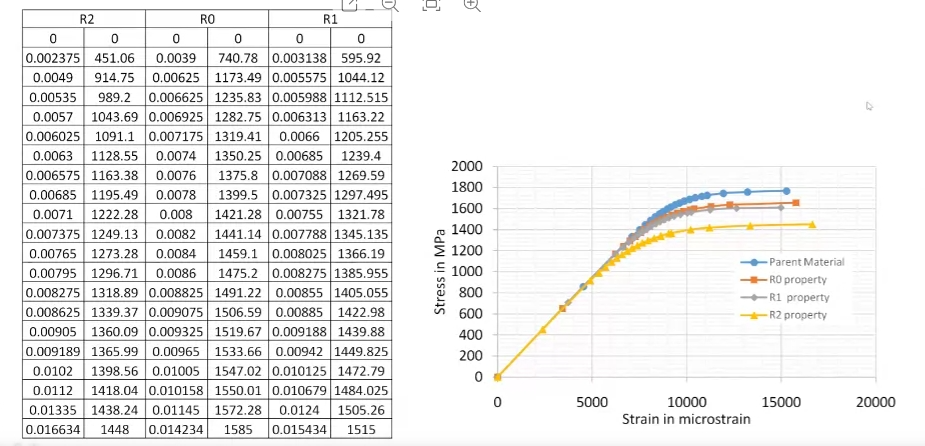 R2 R0 R1
0 0 0 0 0 0
0.002375 451.06 0.0039 740.78 0.003138 595.92
0.0049 914.75 0.00625 1173.49 0.005575 1044.12
0.00535 989.2 0.006625 1235.83 0.005988 1112.515
0.0057 1043.69 0.006925 1282.75 0.006313 1163.22
0.006025 1091.1 0.007175 1319.41 0.0066 1205.255
0.0063 1128.55 0.0074 1350.25 0.00685 1239.4
0.006575 1163.38 0.0076 1375.8 0.007088 1269.59
0.00685 1195.49 0.0078 1399.5 0.007325 1297.495
0.0071 1222.28 0.008 1421.28 0.00755 1321.78
0.007375 1249.13 0.0082 1441.14 0.007788 1345.135
0.00765 1273.28 0.0084 1459.1 0.008025 1366.19
0.00795 1296.71 0.0086 1475.2 0.008275 1385.955
0.008275 1318.89 0.008825 1491.22 0.00855 1405.055
0.008625 1339.37 0.009075 1506.59 0.00885 1422.98
0.00905 1360.09 0.009325 1519.67 0.009188 1439.88
0.009189 1365.99 0.00965 1533.66 0.00942 1449.825
0.0102 1398.56 0.01005 1547.02 0.010125 1472.79
0.0112 1418.04 0.010158 1550.01 0.010679 1484.025
0.01335 1438.24 0.01145 1572.28 0.0124 1505.26
0.016634 1448 0.014234 1585 0.015434 1515
Stress in MPa
2000
1800
1600
1400
1200
1000
800
600
400
200
0
Parent Material
R0 property
R1 property
R2 property
0 5000 10000 15000 20000
Strain in microstrain